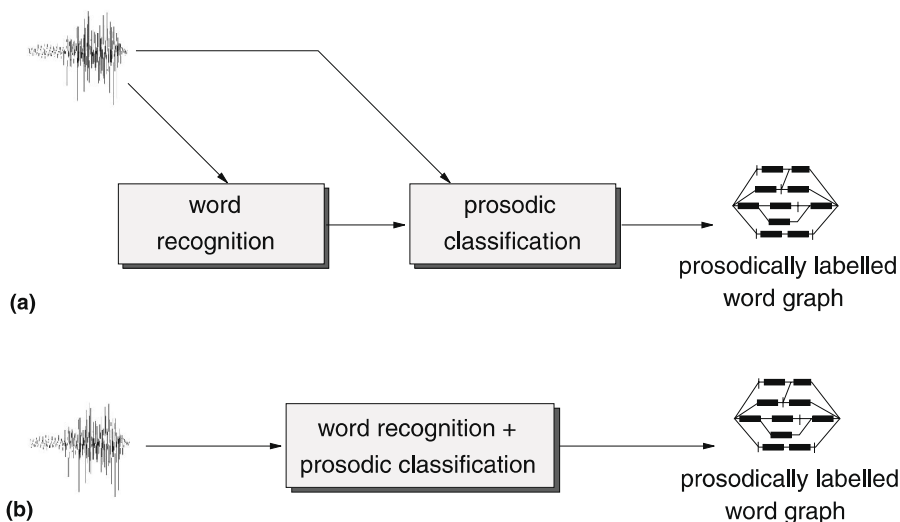 word
recognition
prosodic
classification
prosodically labelled
word graph
(a)
word recognition +
prosodic classification
prosodically labelled
word graph
(b)